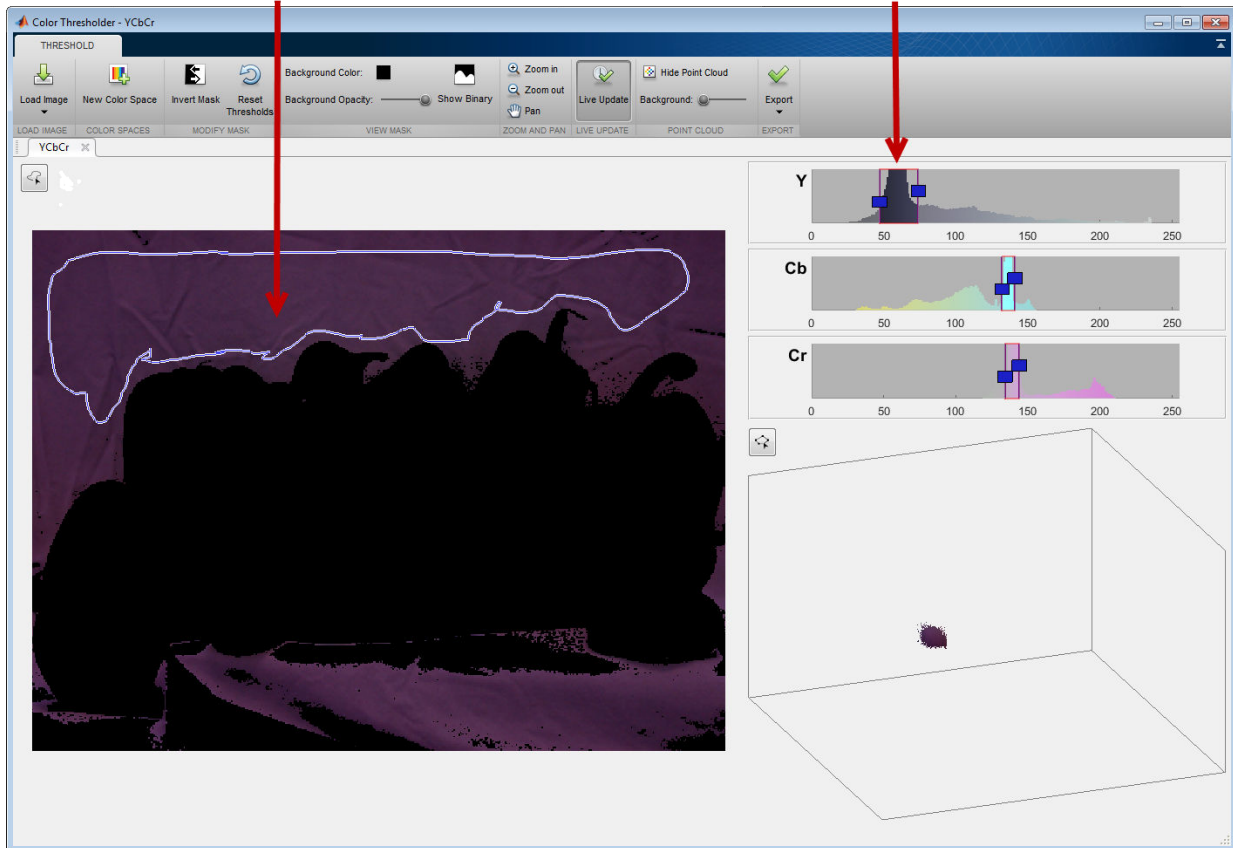 Color Thresholder - YCbCr
THRESHOLD
Load Image
New Color Space
Invert Mask
Reset Thresholds
Background Color:
Background Opacity:
Show Binary
Zoom in
Zoom out
Pan
Live Update
Hide Point Cloud
Background:
Export
LOAD IMAGE
COLOR SPACES
MODIFY MASK
VIEW MASK
ZOOM AND PAN
LIVE UPDATE
POINT CLOUD
EXPORT
YCbCr
Y
0 50 100 150 200 250
Cb
0 50 100 150 200 250
Cr
0 50 100 150 200 250